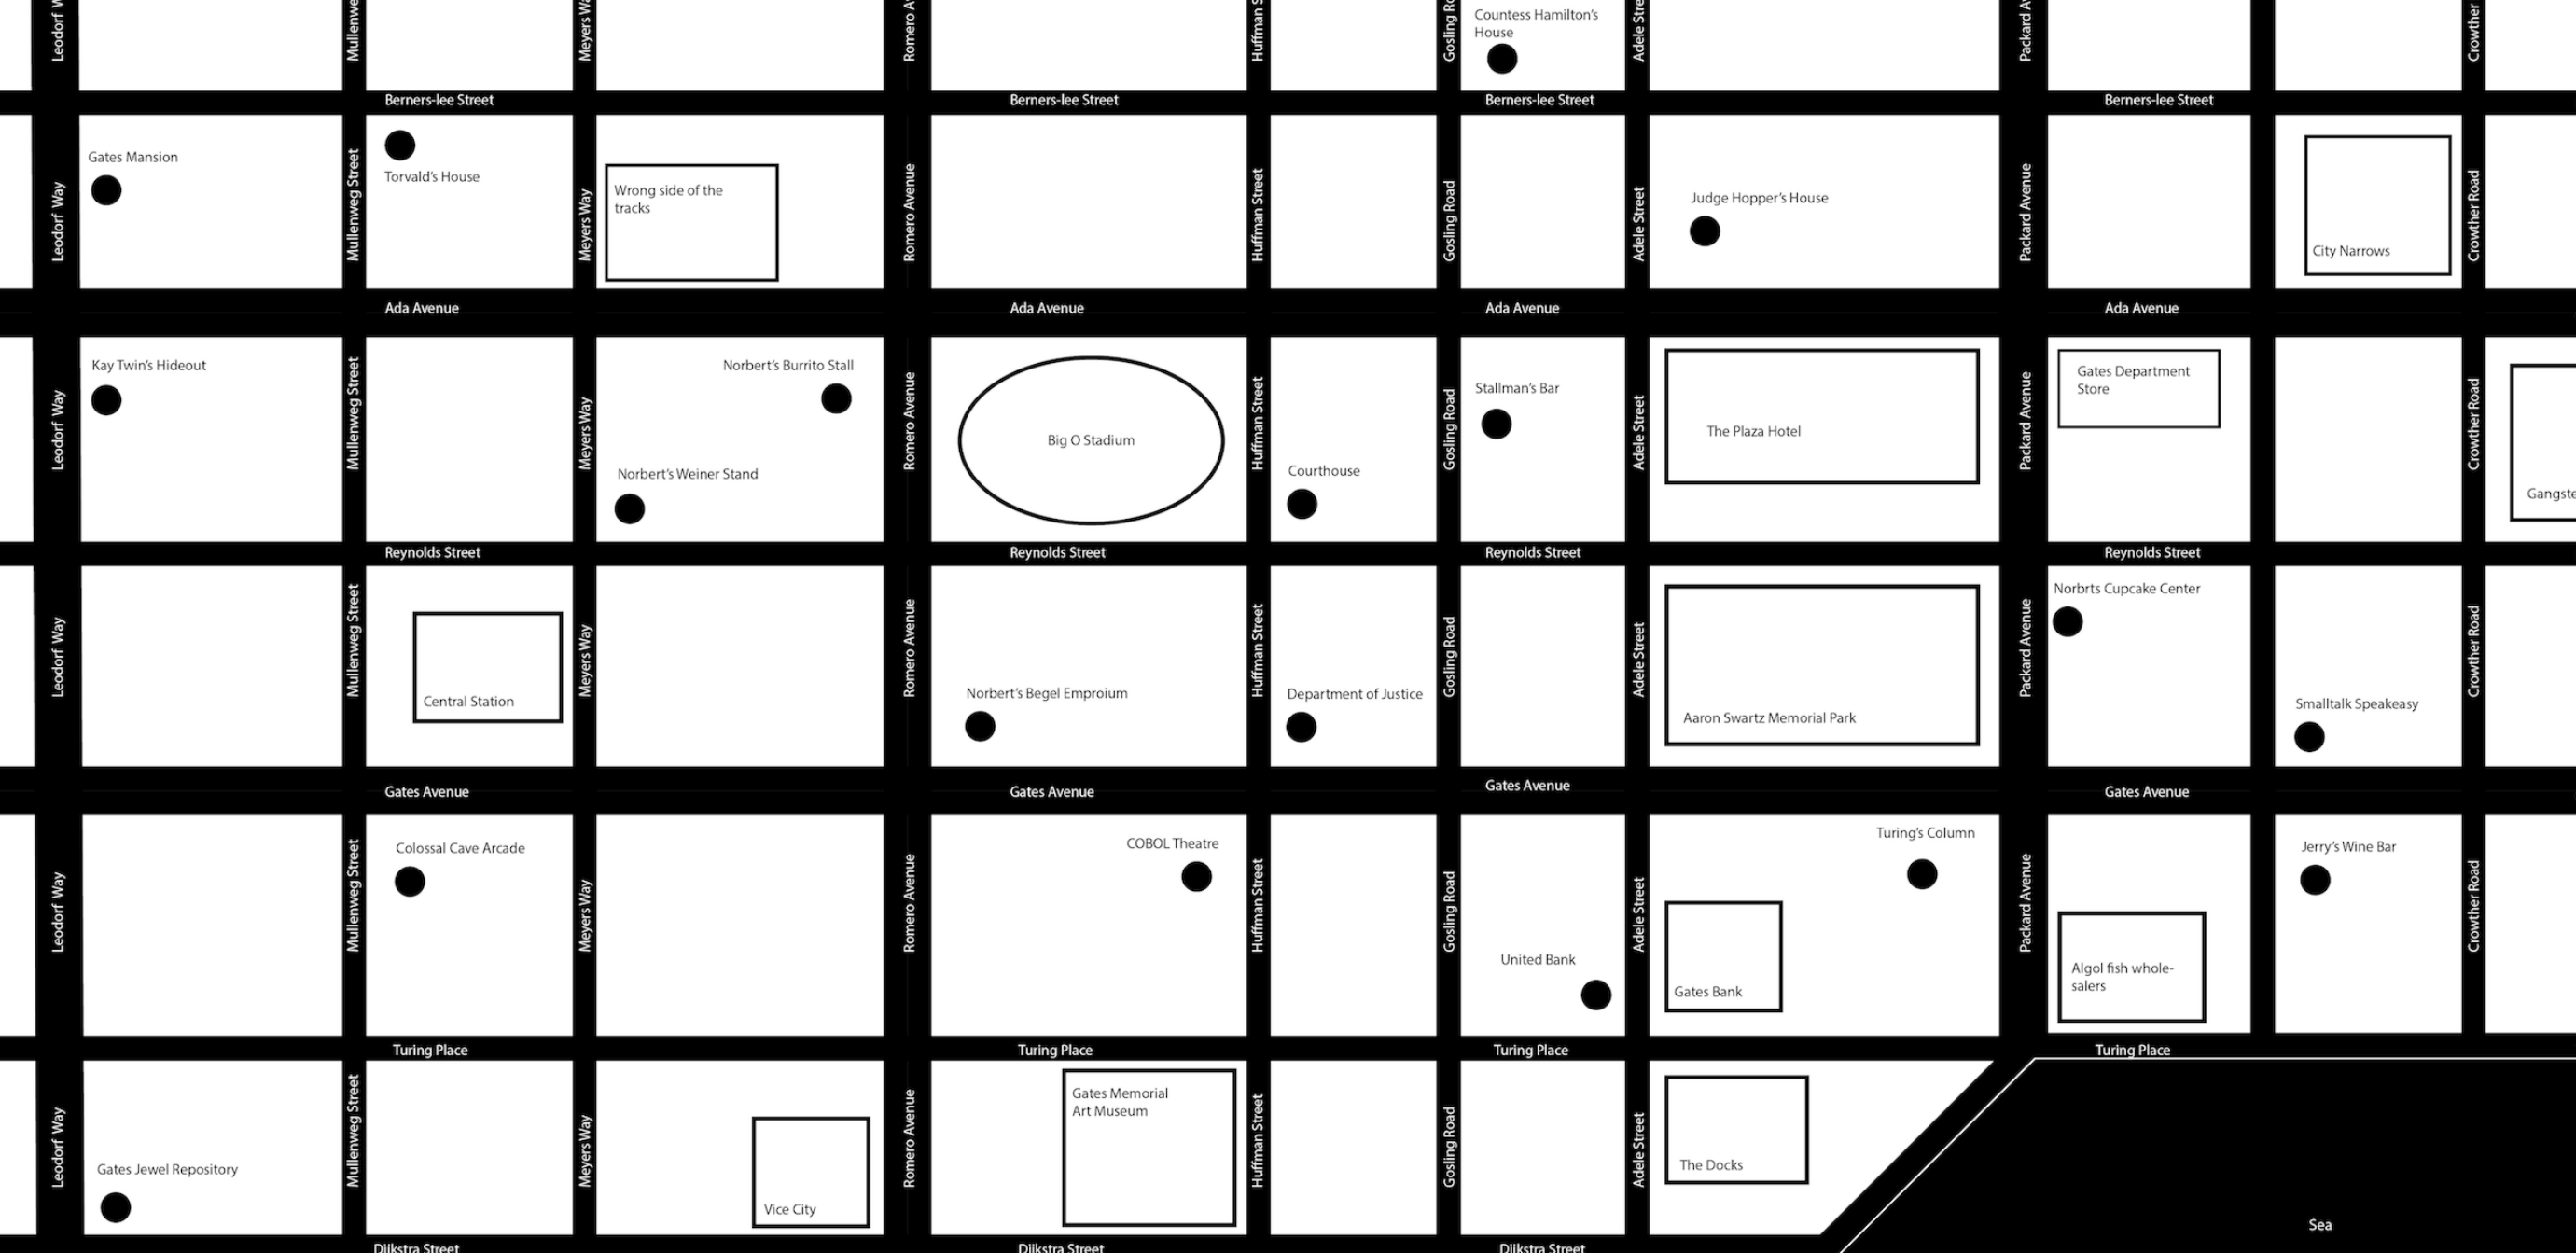 Leodorf W
Mullenwe
Meyers Wa
Romero A
Huffman S
Gosling Ro
Countess Hamilton's
House
Adele Stre
Packard A
Crowther
Berners-lee Street
Berners-lee Street
Berners-lee Street
Berners-lee Street
Leodorf Way
Gates Mansion
Mullenweg Street
Torvald's House
Meyers Way
Wrong side of the
tracks
Romero Avenue
Huffman Street
Gosling Road
Adele Street
Judge Hopper's House
Packard Avenue
City Narrows
Crowther Road
Ada Avenue
Ada Avenue
Ada Avenue
Ada Avenue
Leodorf Way
Kay Twin's Hideout
Mullenweg Street
Meyers Way
Norbert's Burrito Stall
Norbert's Weiner Stand
Romero Avenue
Big O Stadium
Huffman Street
Courthouse
Gosling Road
Stallman's Bar
Adele Street
The Plaza Hotel
Packard Avenue
Gates Department
Store
Crowther Road
Gangste
Reynolds Street
Reynolds Street
Reynolds Street
Reynolds Street
Leodorf Way
Mullenweg Street
Central Station
Meyers Way
Romero Avenue
Norbert's Begel Emproium
Huffman Street
Department of Justice
Gosling Road
Adele Street
Aaron Swartz Memorial Park
Packard Avenue
Norbrts Cupcake Center
Smalltalk Speakeasy
Crowther Road
Gates Avenue
Gates Avenue
Gates Avenue
Gates Avenue
Leodorf Way
Mullenweg Street
Colossal Cave Arcade
Meyers Way
Romero Avenue
COBOL Theatre
Huffman Street
Gosling Road
United Bank
Adele Street
Turing's Column
Gates Bank
Packard Avenue
Algol fish whole-
salers
Jerry's Wine Bar
Crowther Road
Turing Place
Turing Place
Turing Place
Turing Place
Leodorf Way
Gates Jewel Repository
Mullenweg Street
Meyers Way
Vice City
Romero Avenue
Gates Memorial
Art Museum
Huffman Street
Gosling Road
Adele Street
The Docks
Sea
Dijkstra Street
Dijkstra Street
Dijkstra Street